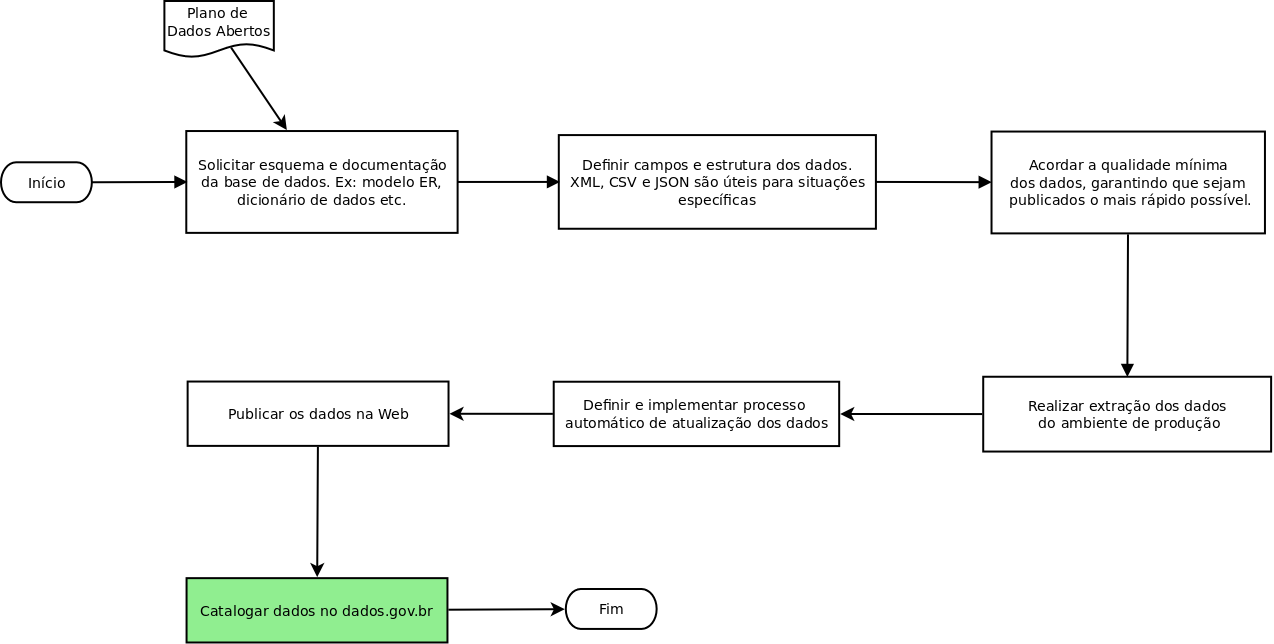 Plano de
Dados Abertos
Início
Solicitar esquema e documentação
da base de dados. Ex: modelo ER,
dicionário de dados etc.
Definir campos e estrutura dos dados.
XML, CSV e JSON são úteis para situações
específicas
Acordar a qualidade mínima
dos dados, garantindo que sejam
publicados o mais rápido possível.
Realizar extração dos dados
do ambiente de produção
Definir e implementar processo
automático de atualização dos dados
Publicar os dados na Web
Catalogar dados no dados.gov.br
Fim